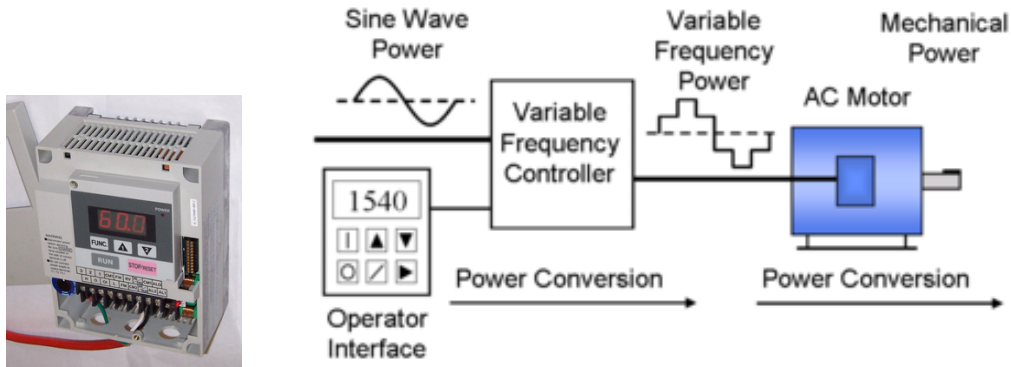 POWER
60.0
FUNC
RUN
STOP/RESET
Sine Wave
Power
Variable
Frequency
Power
Mechanical
Power
AC Motor
Variable
Frequency
Controller
1540
Power Conversion
Power Conversion
Operator
Interface